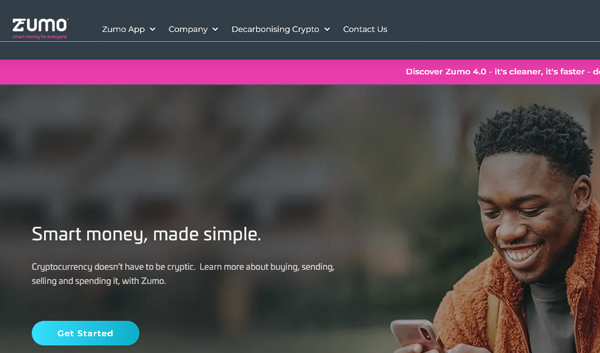 ZUMO
smart money for everyone
Zumo App
Company
Decarbonising Crypto
Contact Us
Discover Zumo 4.0 - it's cleaner, it's faster - d
Smart money, made simple.
Cryptocurrency doesn't have to be cryptic. Learn more about buying, sending,
selling and spending it, with Zumo.
Get Started